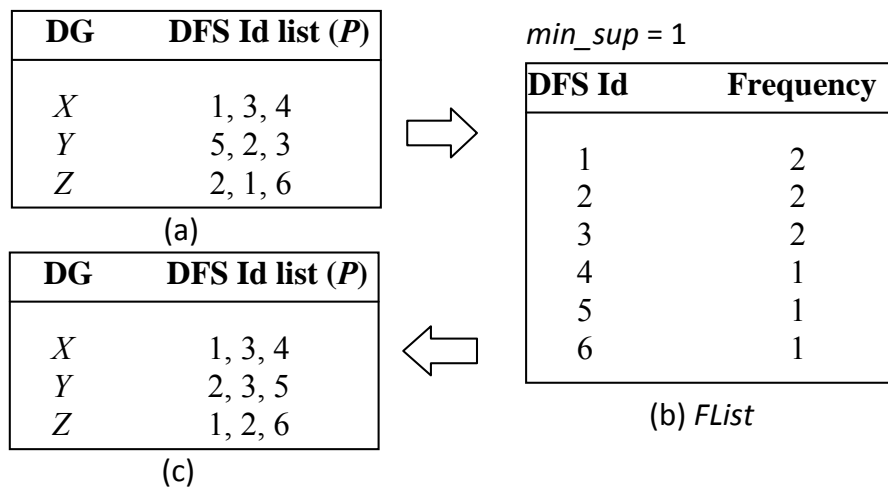 DG DFS Id list (P)
X 1, 3, 4
Y 5, 2, 3
Z 2, 1, 6
(a)
min_sup = 1
DFS Id Frequency
1 2
2 2
3 2
4 1
5 1
6 1
(b) FList
DG DFS Id list (P)
X 1, 3, 4
Y 2, 3, 5
Z 1, 2, 6
(c)